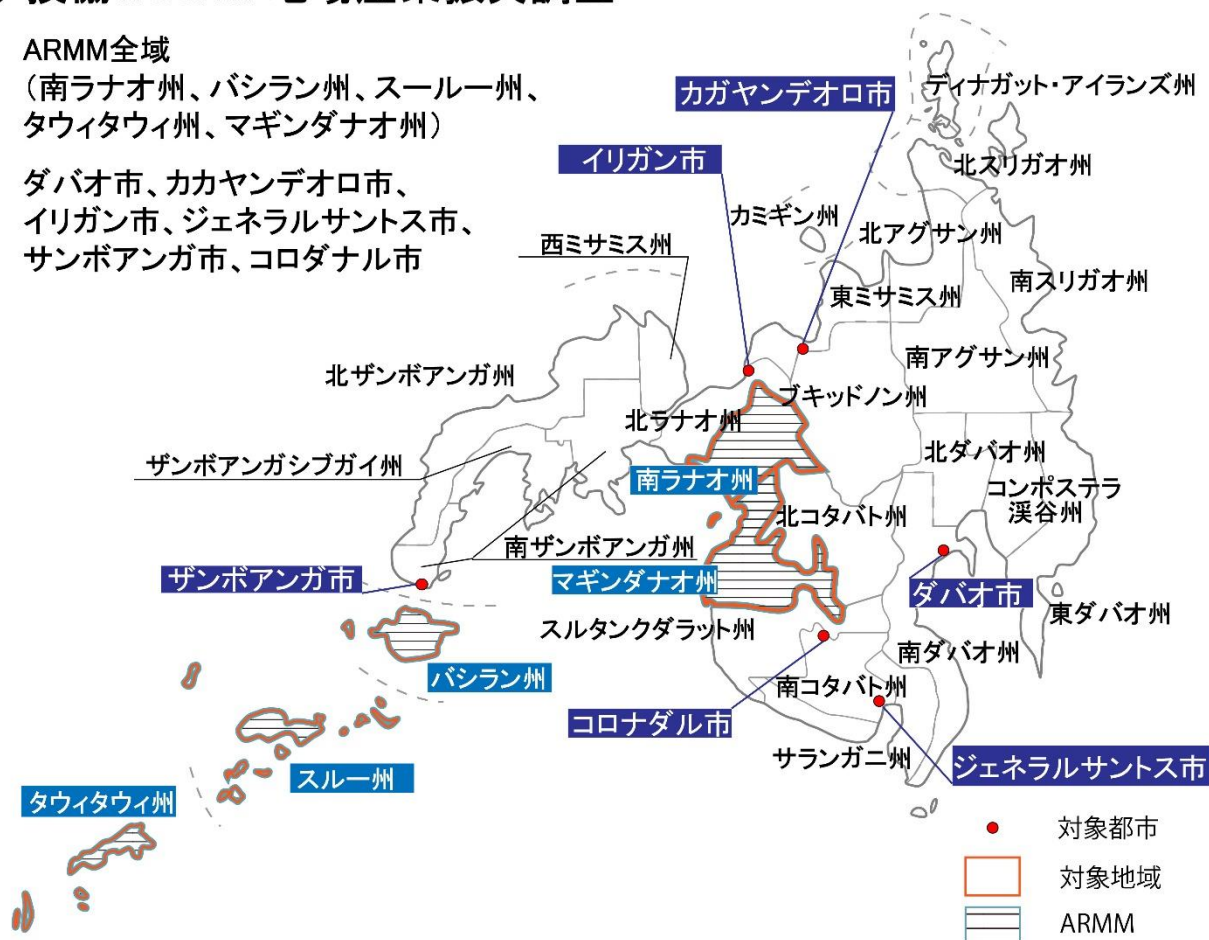 ARMM全域
（南ラナオ州、バシラン州、スールー州、
タウィタウィ州、マギンダナオ州）
ダバオ市、カカヤンデオロ市、
イリガン市、ジェネラルサントス市、
サンボアンガ市、コロダナル市
カガヤンデオロ市
ディナガット・アイランズ州
イリガン市
北スリガオ州
カミギン州
北アグサン州
西ミサミス州
南スリガオ州
東ミサミス州
南アグサン州
北ザンボアンガ州
ブキッドノン州
北ラナオ州
北ダバオ州
ザンボアンガシブガイ州
南ラナオ州
コンポステラ
渓谷州
北コタバト州
南ザンボアンガ州
ザンボアンガ市
マギンダナオ州
ダバオ市
東ダバオ州
スルタンクダラット州
南ダバオ州
バシラン州
南コタバト州
コロナダル市
サランガニ州
ジェネラルサントス市
スルー州
タウィタウィ州
対象都市
対象地域
ARMM